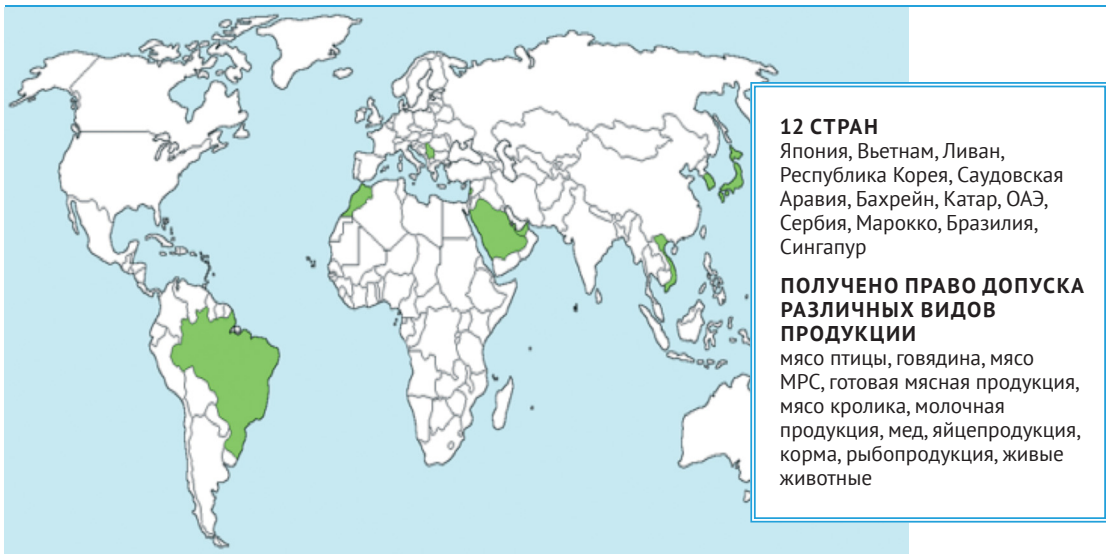 12 СТРАН
Япония, Вьетнам, Ливан,
Республика Корея, Саудовская
Аравия, Бахрейн, Катар, ОАЭ,
Сербия, Марокко, Бразилия,
Сингапур
ПОЛУЧЕНО ПРАВО ДОПУСКА
РАЗЛИЧНЫХ ВИДОВ
ПРОДУКЦИИ
мясо птицы, говядина, мясо
МРС, готовая мясная продукция,
мясо кролика, молочная
продукция, мед, яйцепродукция,
корма, рыбопродукция, живые
животные